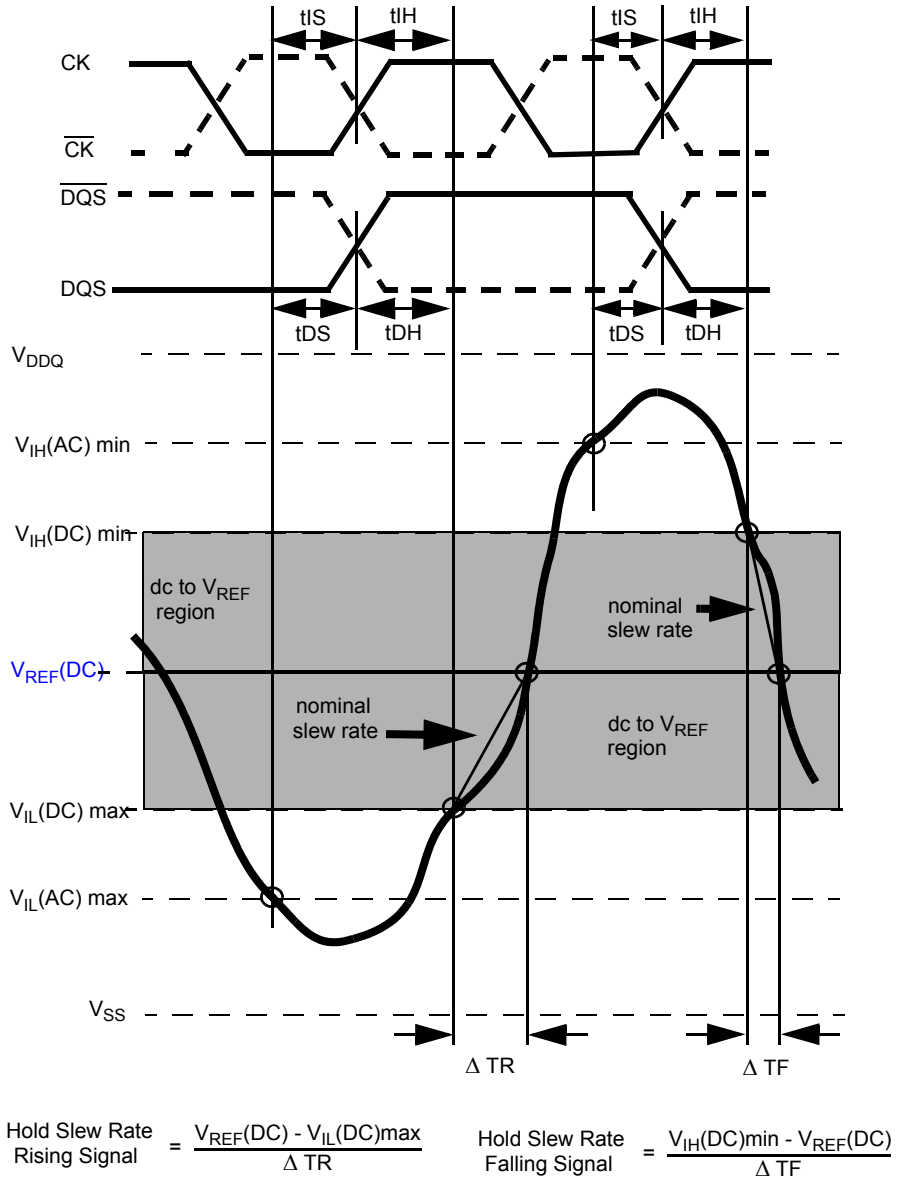 tIS tIH tIS tIH
CK
CK
DQS
DQS
tDS tDH tDS tDH
VDDQ
VIH(AC) min
VIH(DC) min
dc to VREF
region
nominal
slew rate
VREF(DC)
nominal
slew rate
dc to VREF
region
VIL(DC) max
VIL(AC) max
VSS
Δ TR Δ TF
Hold Slew Rate
Rising Signal
=
VREF(DC) - VIL(DC)max
Δ TR
Hold Slew Rate
Falling Signal
=
VIH(DC)min - VREF(DC)
Δ TF